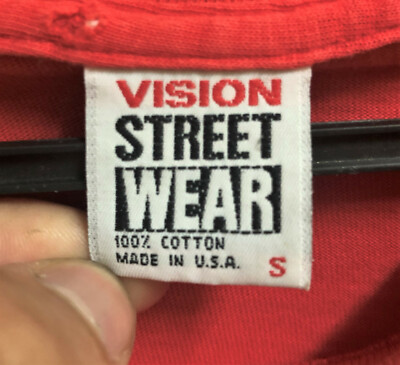 VISION
STREET
WEAR
100% COTTON
MADE IN U.S.A. S